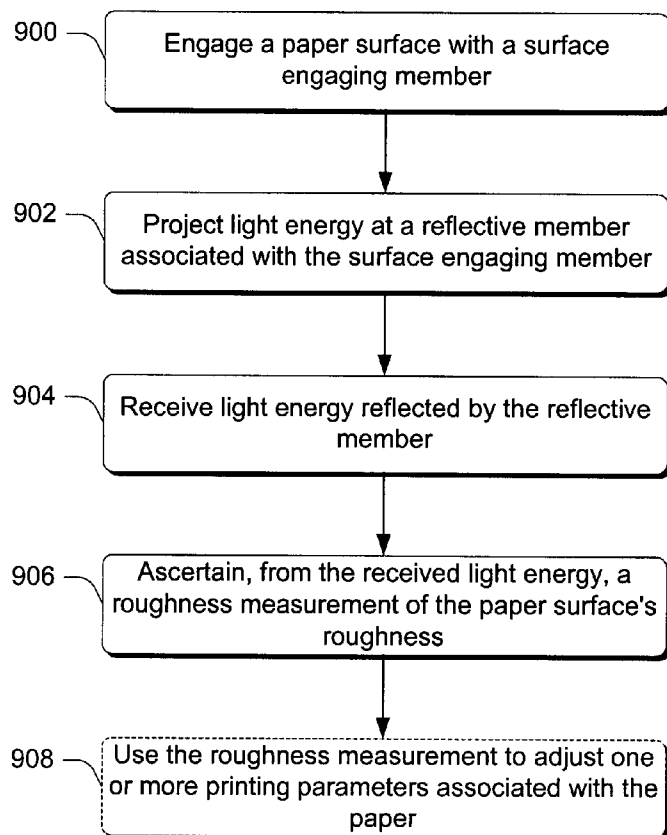 900
Engage a paper surface with a surface
engaging member
902
Project light energy at a reflective member
associated with the surface engaging member
904
Receive light energy reflected by the reflective
member
906
Ascertain, from the received light energy, a
roughness measurement of the paper surface's
roughness
908
Use the roughness measurement to adjust one
or more printing parameters associated with the
paper